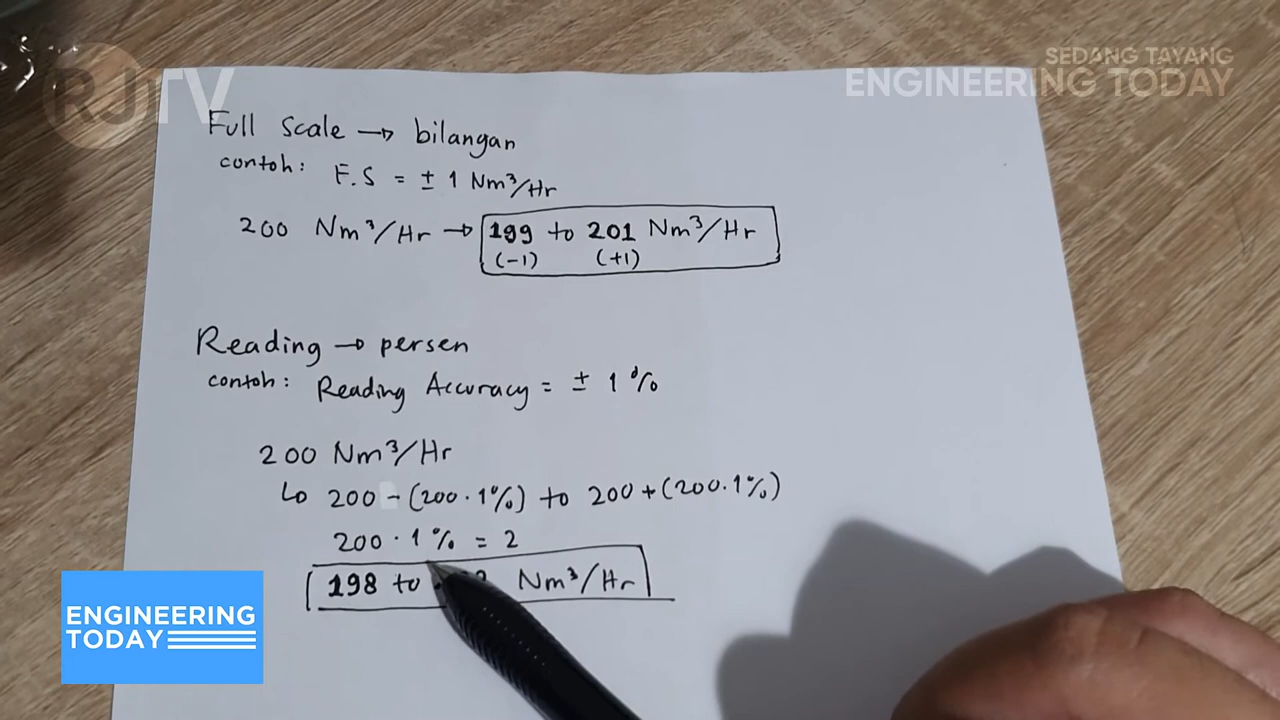 RJTV
SEDANG TAYANG
ENGINEERING TODAY
Full Scale → bilangan
contoh: F.S = ± 1 Nm³/Hr
200 Nm³/Hr → 199 to 201 Nm³/Hr
(-1) (+1)
Reading → persen
contoh: Reading Accuracy = ± 1 %
200 Nm³/Hr
↳ 200 - (200 · 1%) to 200 + (200 · 1%)
200 · 1% = 2
198 to Nm³/Hr
ENGINEERING
TODAY